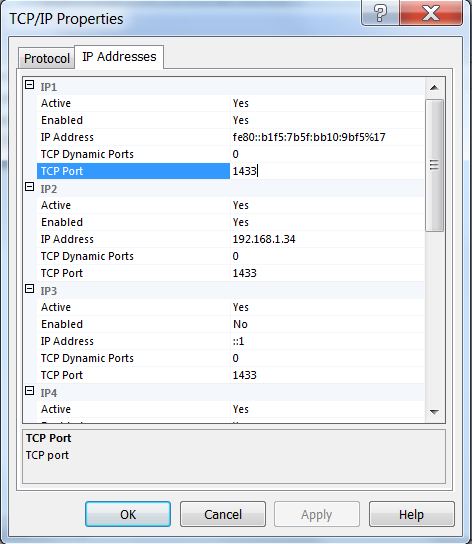 TCP/IP Properties
Protocol IP Addresses
IP1
Active Yes
Enabled Yes
IP Address fe80::b1f5:7b5f:bb10:9bf5%17
TCP Dynamic Ports 0
TCP Port 1433
IP2
Active Yes
Enabled Yes
IP Address 192.168.1.34
TCP Dynamic Ports 0
TCP Port 1433
IP3
Active Yes
Enabled No
IP Address ::1
TCP Dynamic Ports 0
TCP Port 1433
IP4
Active Yes
TCP Port
TCP port
OK Cancel Apply Help